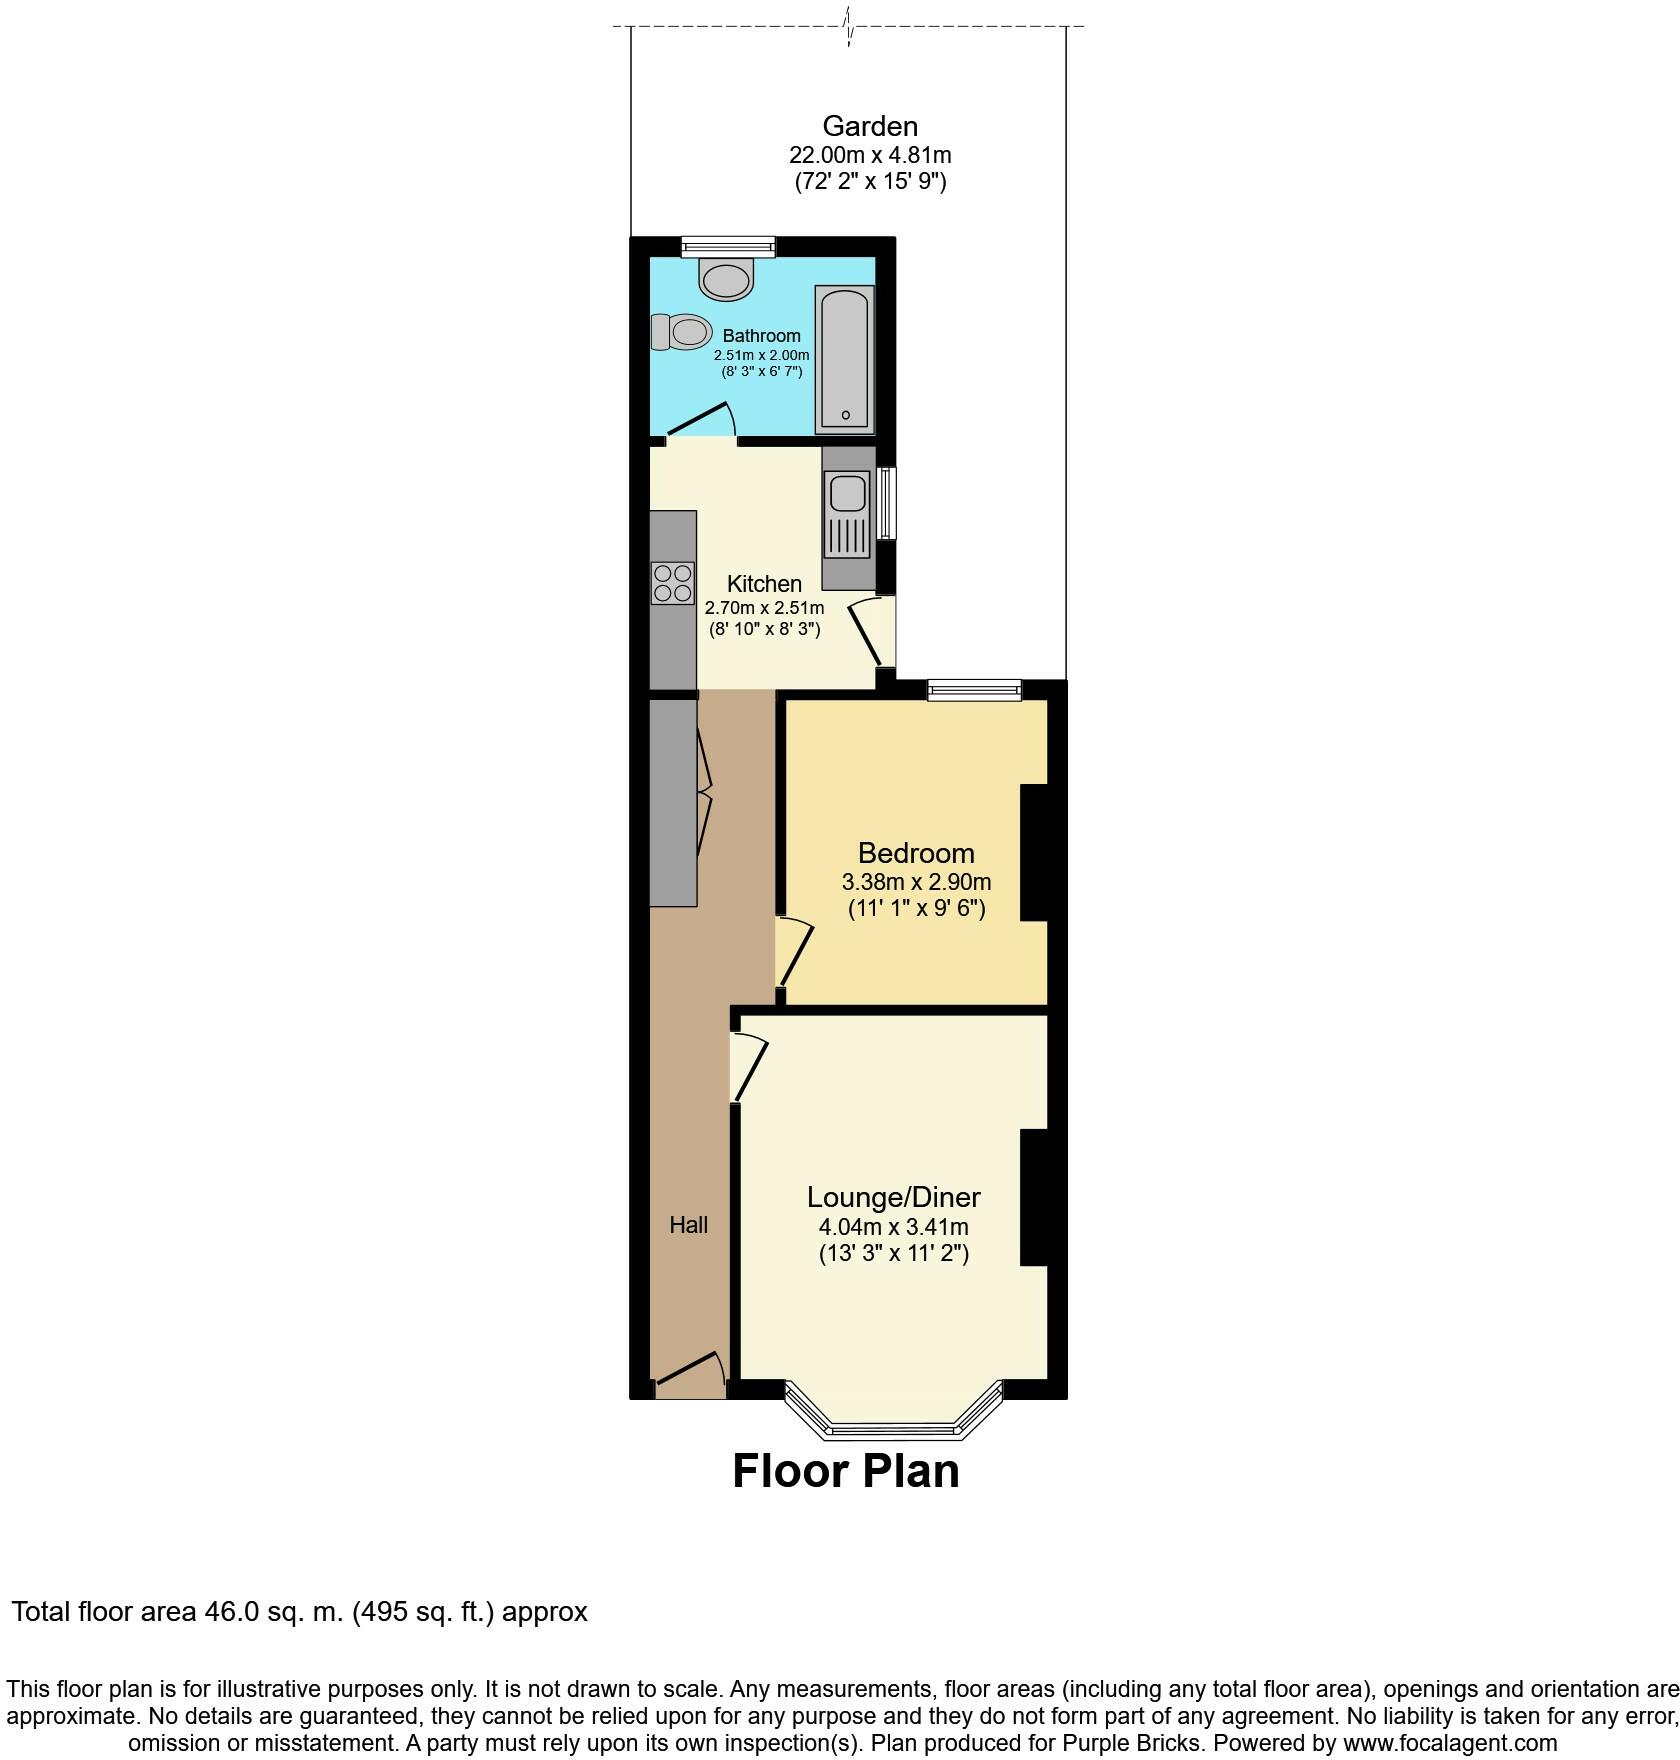 Garden
22.00m x 4.81m
(72' 2" x 15' 9")
Bathroom
2.51m x 2.00m
(8' 3" x 6' 7")
Kitchen
2.70m x 2.51m
(8' 10" x 8' 3")
Bedroom
3.38m x 2.90m
(11' 1" x 9' 6")
Lounge/Diner
4.04m x 3.41m
(13' 3" x 11' 2")
Hall
Floor Plan
Total floor area 46.0 sq. m. (495 sq. ft.) approx
This floor plan is for illustrative purposes only. It is not drawn to scale. Any measurements, floor areas (including any total floor area), openings and orientation are
approximate. No details are guaranteed, they cannot be relied upon for any purpose and they do not form part of any agreement. No liability is taken for any error,
omission or misstatement. A party must rely upon its own inspection(s). Plan produced for Purple Bricks. Powered by www.focalagent.com